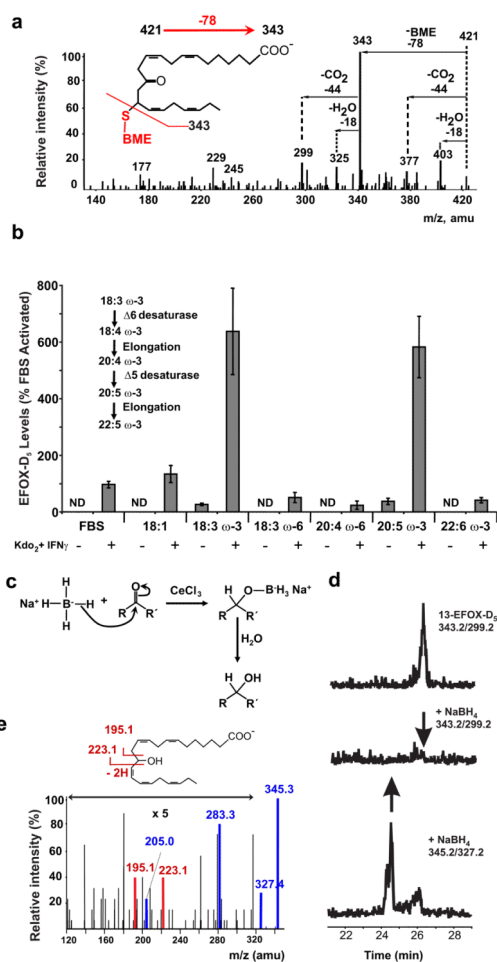 a
421 -78 343
COO⁻
O
S
BME
343
Relative intensity (%)
100
80
60
40
20
0
177
229
245
299
325
343
377
403
421
-BME
-78
-CO₂
-44
-H₂O
-18
-CO₂
-44
-H₂O
-18
140 180 220 260 300 340 380 420
m/z, amu
b
EFOX-D₅ Levels (% FBS Activated)
800
600
400
200
0
18:3 ω-3
Δ6 desaturase
18:4 ω-3
Elongation
20:4 ω-3
Δ5 desaturase
20:5 ω-3
Elongation
22:5 ω-3
ND ND ND ND ND
FBS 18:1 18:3 ω-3 18:3 ω-6 20:4 ω-6 20:5 ω-3 22:6 ω-3
Kdo₂+ IFNγ - + - + - + - + - + - + - +
c
Na⁺ H B⁻ H H H + O R R´ CeCl₃ H O B⁻H₃ Na⁺ R R´
H₂O
H OH R R´
d
13-EFOX-D₅
343.2/299.2
+ NaBH₄
343.2/299.2
+ NaBH₄
345.2/327.2
22 24 26 28
Time (min)
e
195.1
223.1
- 2H
OH
COO⁻
Relative intensity (%)
100
80
60
40
20
x 5
195.1
205.0
223.1
283.3
327.4
345.3
120 160 200 240 280 320
m/z (amu)